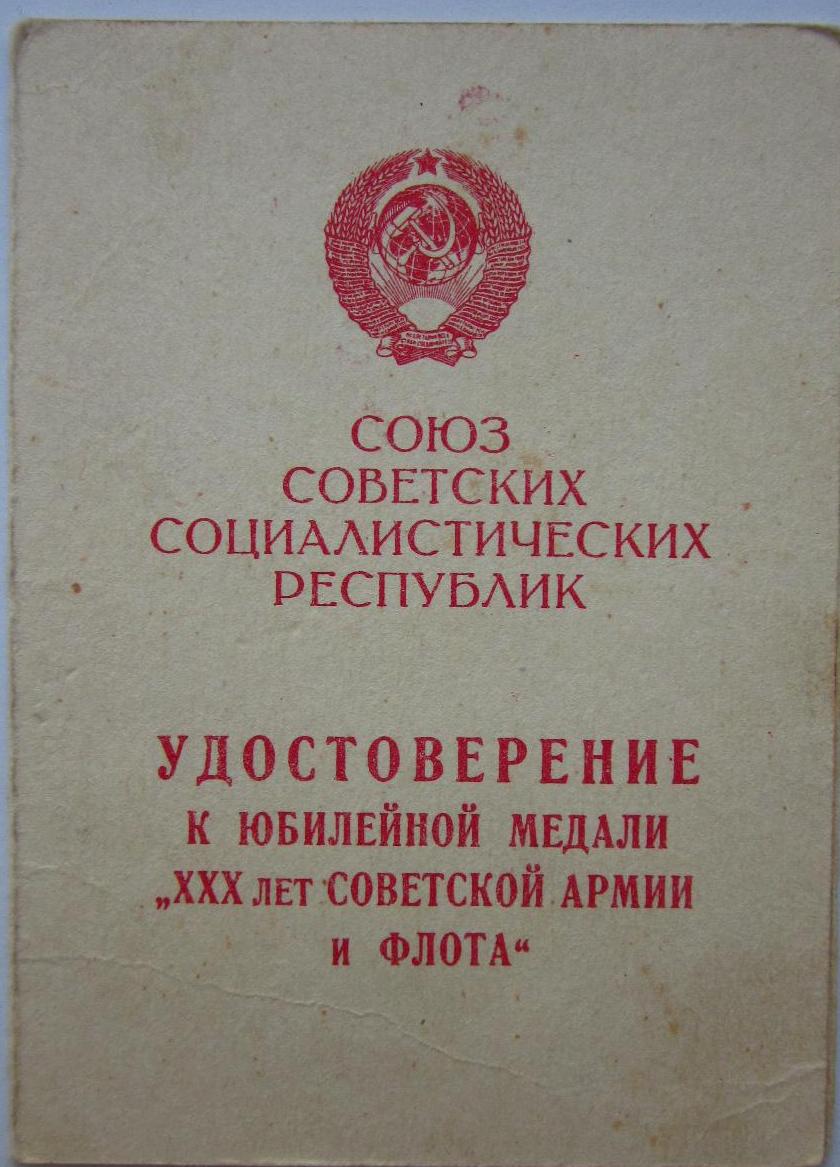 СОЮЗ
СОВЕТСКИХ
СОЦИАЛИСТИЧЕСКИХ
РЕСПУБЛИК
УДОСТОВЕРЕНИЕ
К ЮБИЛЕЙНОЙ МЕДАЛИ
„XXX ЛЕТ СОВЕТСКОЙ АРМИИ
И ФЛОТА“